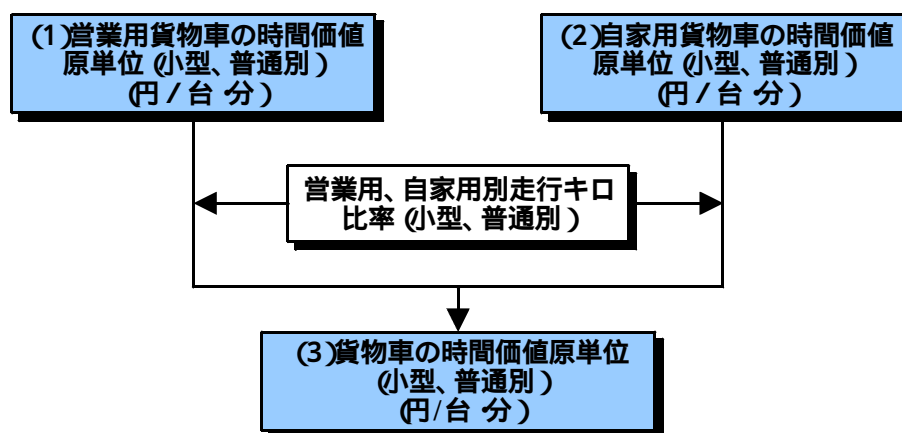 (1)営業用貨物車の時間価値
原単位(小型、普通別)
(円/台・分)
(2)自家用貨物車の時間価値
原単位(小型、普通別)
(円/台・分)
営業用、自家用別走行キロ
比率(小型、普通別)
(3)貨物車の時間価値原単位
(小型、普通別)
(円/台・分)